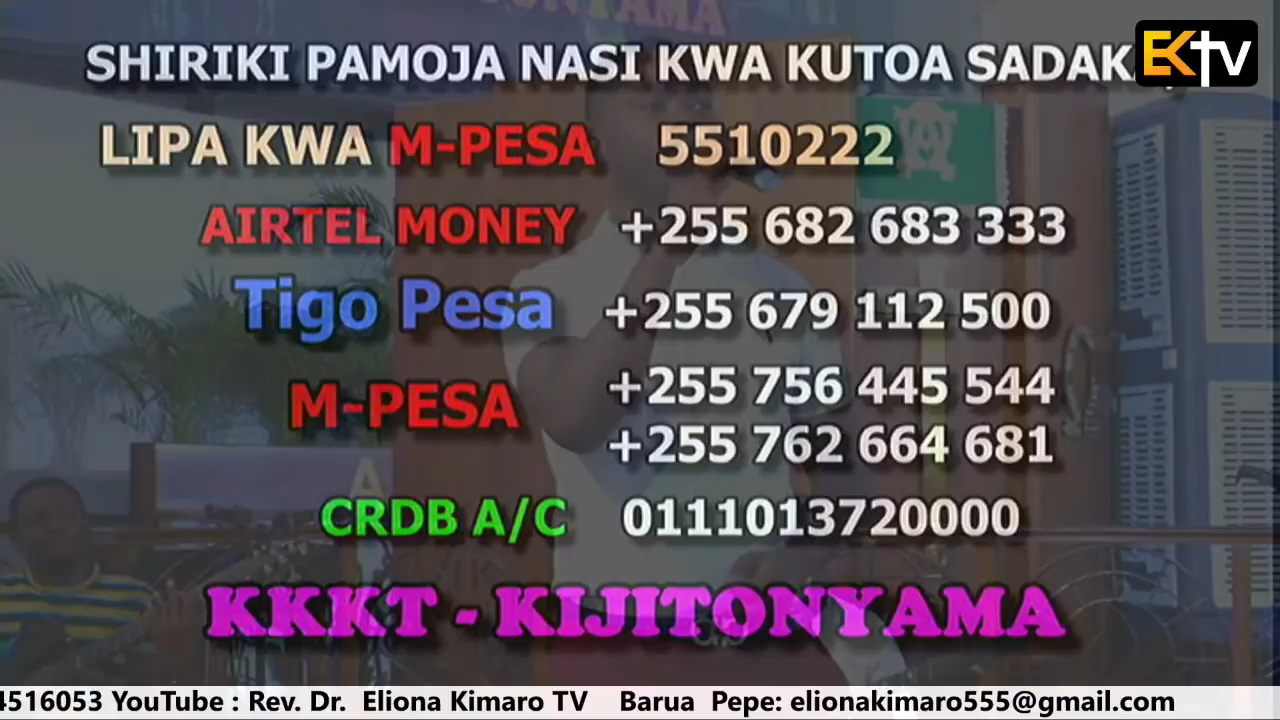 SHIRIKI PAMOJA NASI KWA KUTOA
EKtv
LIPA KWA M-PESA 5510222
AIRTEL MONEY +255 682 683 333
Tigo Pesa +255 679 112 500
M-PESA +255 756 445 544
+255 762 664 681
CRDB A/C 0111013720000
KKKT - KIJITONYAMA
4516053 YouTube : Rev. Dr. Eliona Kimaro TV Barua Pepe: elionakimaro555@gmail.com